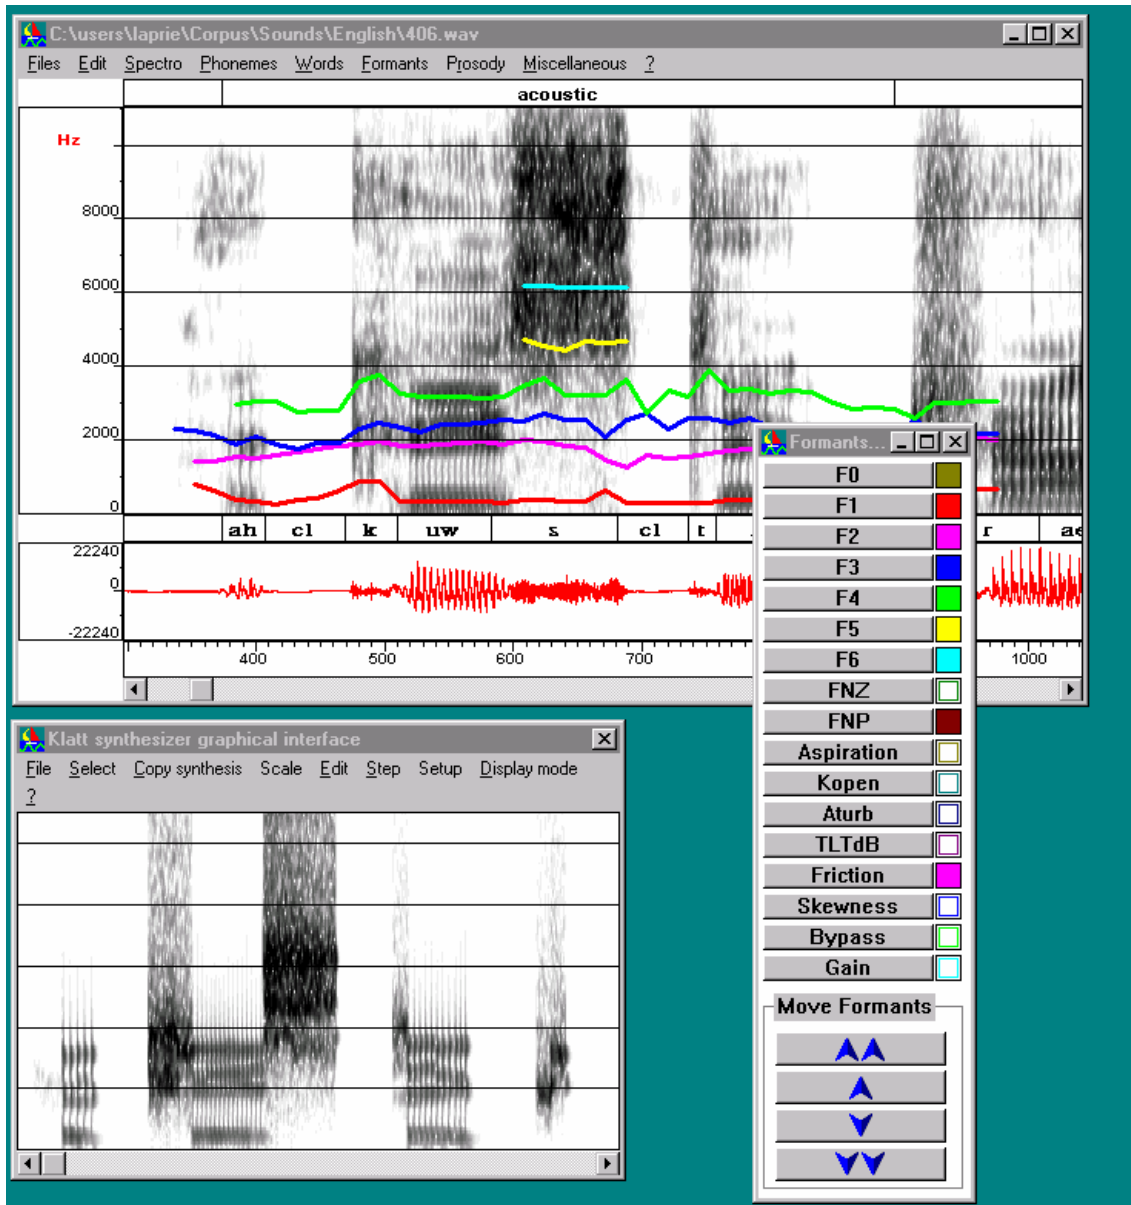 C:\users\laprie\Corpus\Sounds\English\406.wav
Files Edit Spectro Phonemes Words Formants Prosody Miscellaneous ?
acoustic
Hz
8000
6000
4000
2000
0
ah cl k uw s cl t r ae
22240
0
-22240
400 500 600 700 1000
Formants...
F0
F1
F2
F3
F4
F5
F6
FNZ
FNP
Aspiration
Kopen
Aturb
TLTdB
Friction
Skewness
Bypass
Gain
Move Formants
Klatt synthesizer graphical interface
File Select Copy synthesis Scale Edit Step Setup Display mode
?